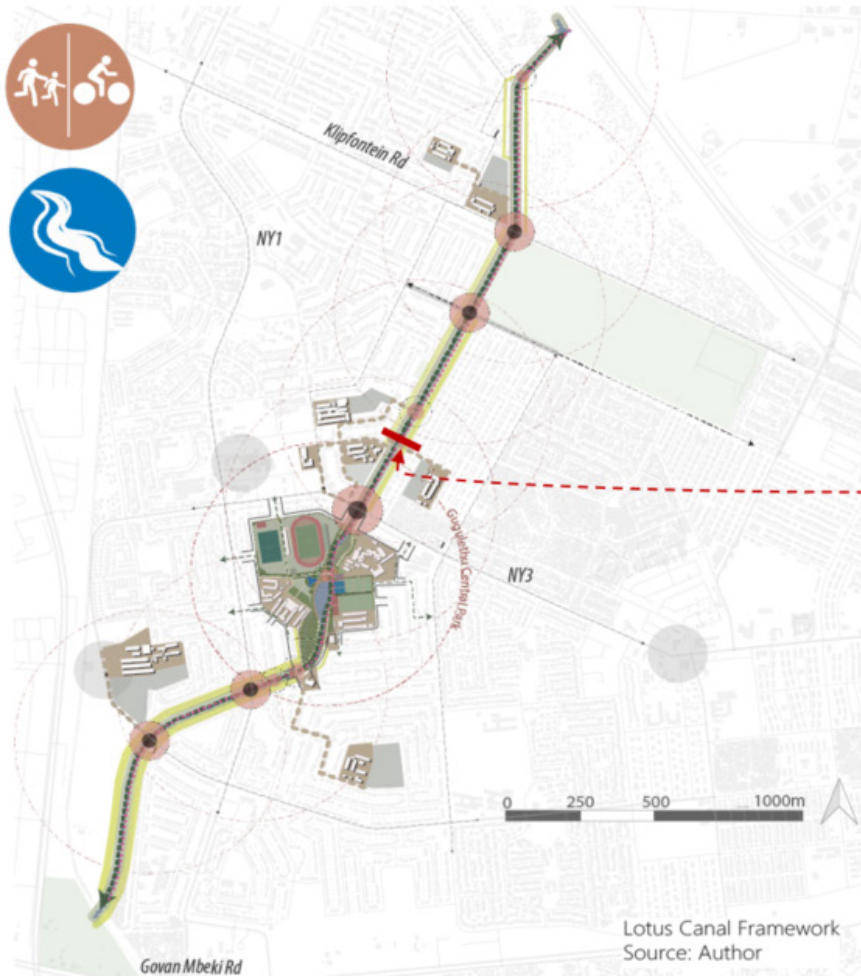 Klipfontein Rd
NY1
Gugulethu Central Park
NY3
0 250 500 1000m
Lotus Canal Framework
Source: Author
Govan Mbeki Rd